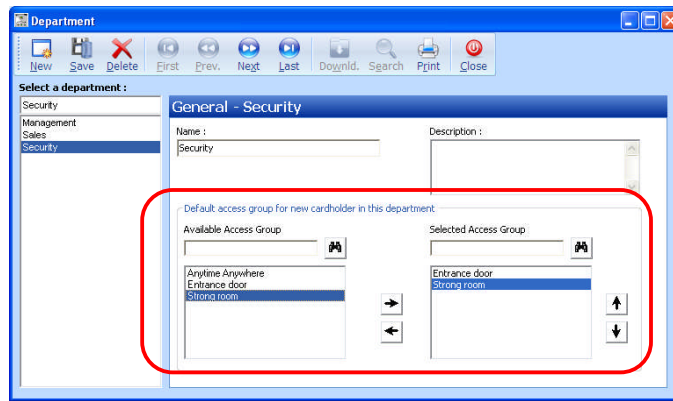 Department
New Save Delete First Prev. Next Last Downld. Search Print Close
Select a department :
Security
Management
Sales
Security
General - Security
Name :
Security
Description :
Default access group for new cardholder in this department
Available Access Group
Anytime Anywhere
Entrance door
Strong room
Selected Access Group
Entrance door
Strong room